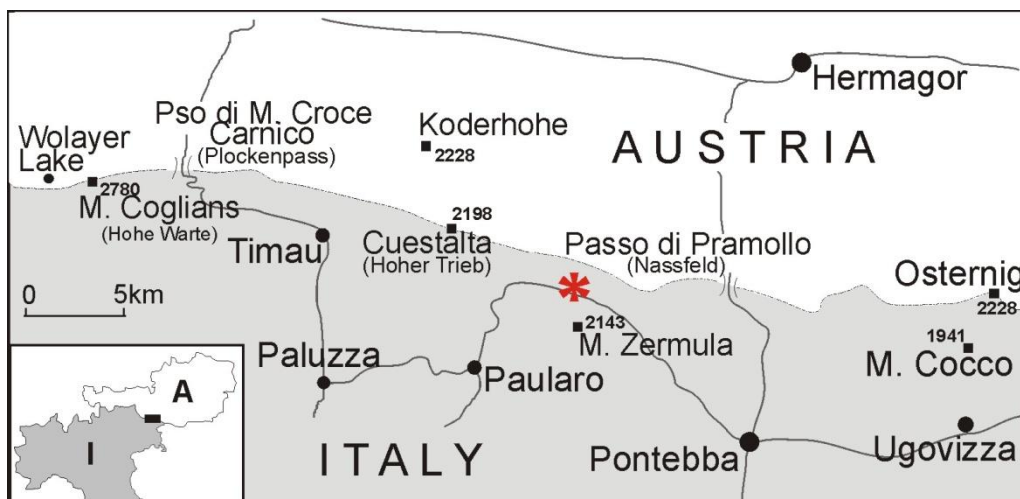 Hermagor
Pso di M. Croce
Carnico
(Plockenpass)
Koderhohe
2228
AUSTRIA
Wolayer
Lake
2780
M. Coglians
(Hohe Warte)
Timau
2198
Cuestalta
(Hoher Trieb)
Passo di Pramollo
(Nassfeld)
Osternig
2228
0 5km
*
2143
M. Zermula
1941
M. Cocco
Paluzza
Paularo
A
I
ITALY
Pontebba
Ugovizza